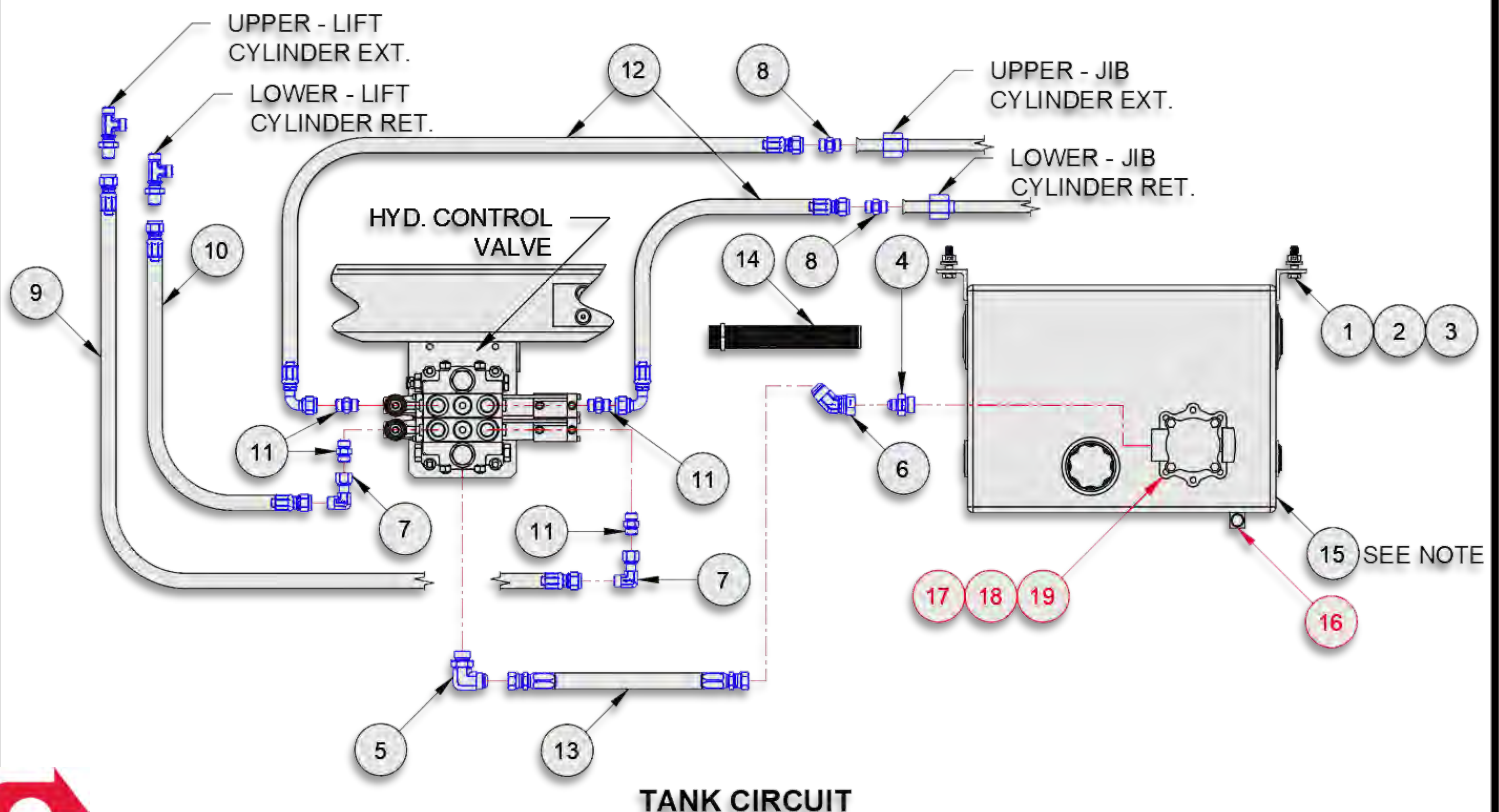 UPPER - LIFT
CYLINDER EXT.
LOWER - LIFT
CYLINDER RET.
12
8
UPPER - JIB
CYLINDER EXT.
LOWER - JIB
CYLINDER RET.
HYD. CONTROL
VALVE
10
14
8
4
9
1 2 3
11
11
6
7
11
15 SEE NOTE
7
17 18 19
16
5
13
TANK CIRCUIT